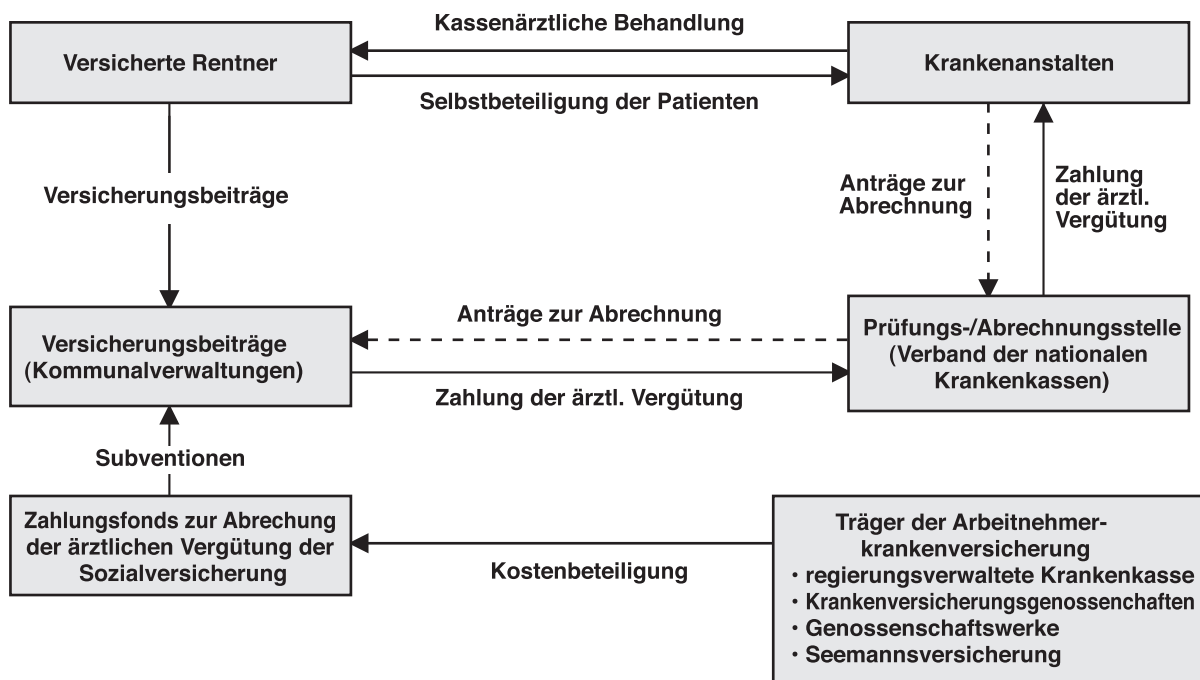 Kassenärztliche Behandlung
Versicherte Rentner
Krankenanstalten
Selbstbeteiligung der Patienten
Versicherungsbeiträge
Anträge zur
Abrechnung
Zahlung
der ärztl.
Vergütung
Versicherungsbeiträge
(Kommunalverwaltungen)
Anträge zur Abrechnung
Zahlung der ärztl. Vergütung
Prüfungs-/Abrechnungsstelle
(Verband der nationalen
Krankenkassen)
Subventionen
Zahlungsfonds zur Abrechung
der ärztlichen Vergütung der
Sozialversicherung
Kostenbeteiligung
Träger der Arbeitnehmer-
krankenversicherung
· regierungsverwaltete Krankenkasse
· Krankenversicherungsgenossenchaften
· Genossenschaftswerke
· Seemannsversicherung